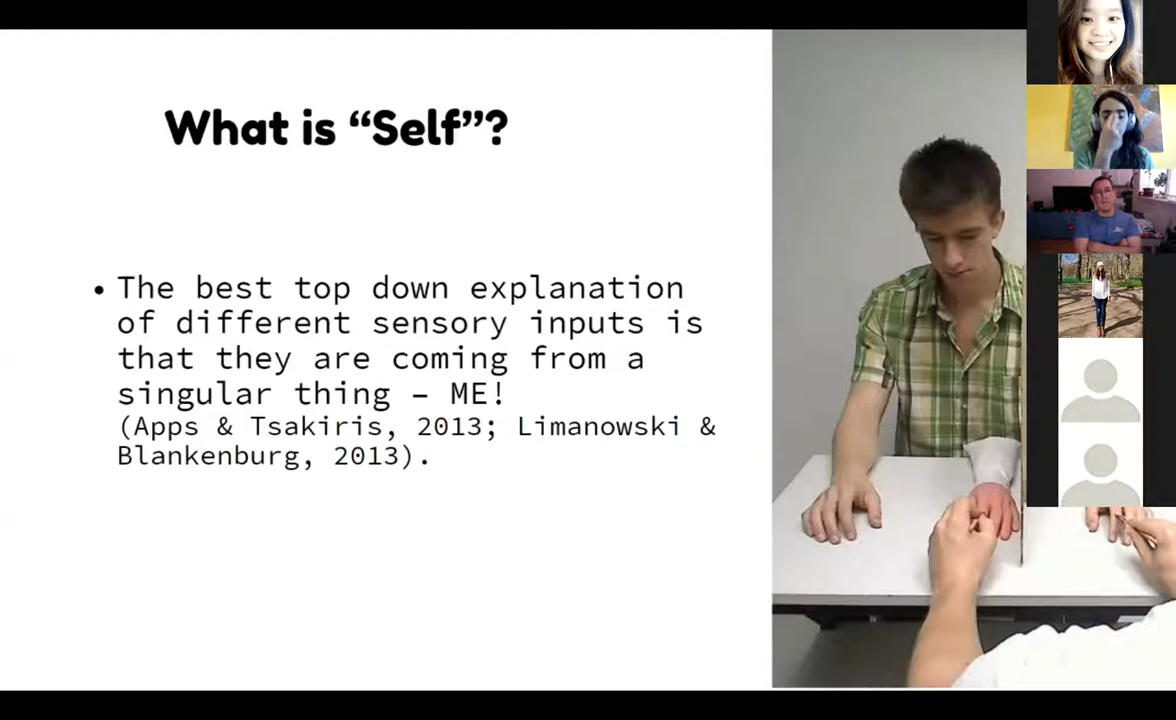 What is “Self”?
• The best top down explanation
of different sensory inputs is
that they are coming from a
singular thing – ME!
(Apps & Tsakiris, 2013; Limanowski &
Blankenburg, 2013).